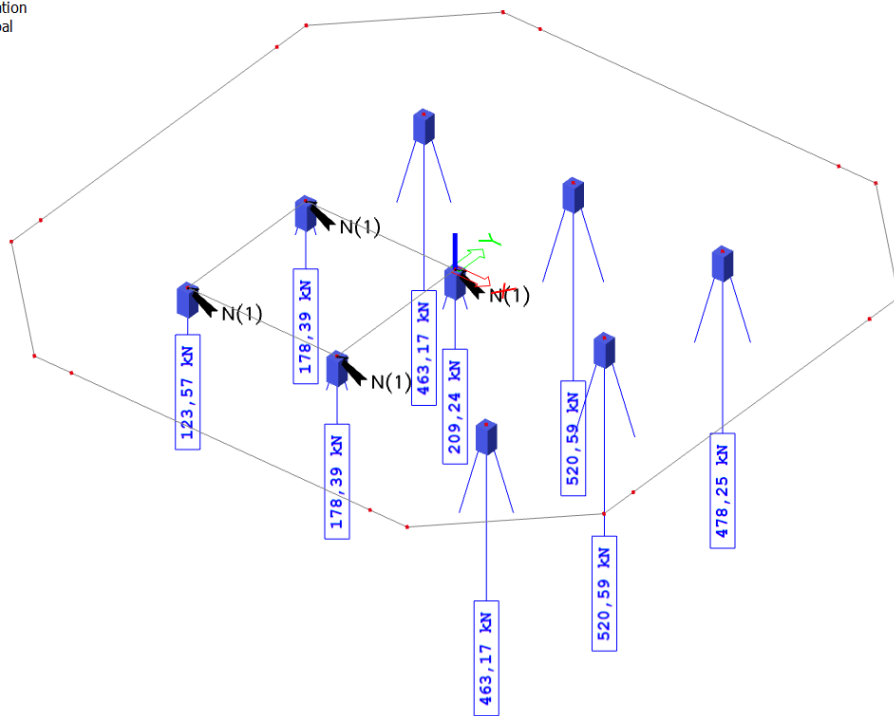 ation
bal
N(1)
N(1)
N(1)
N(1)
Y
X
123,57 kN
178,39 kN
178,39 kN
463,17 kN
209,24 kN
463,17 kN
520,59 kN
520,59 kN
478,25 kN